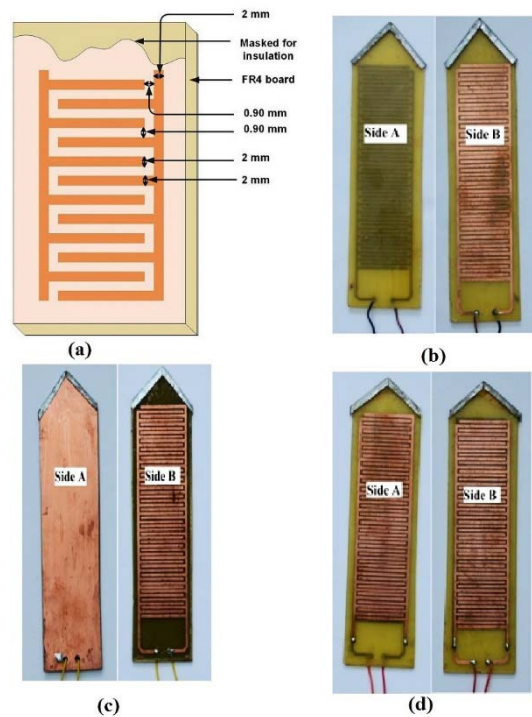 2 mm
Masked for
insulation
FR4 board
0.90 mm
0.90 mm
2 mm
2 mm
(a)
Side A
Side B
(b)
Side A
Side B
(c)
Side A
Side B
(d)